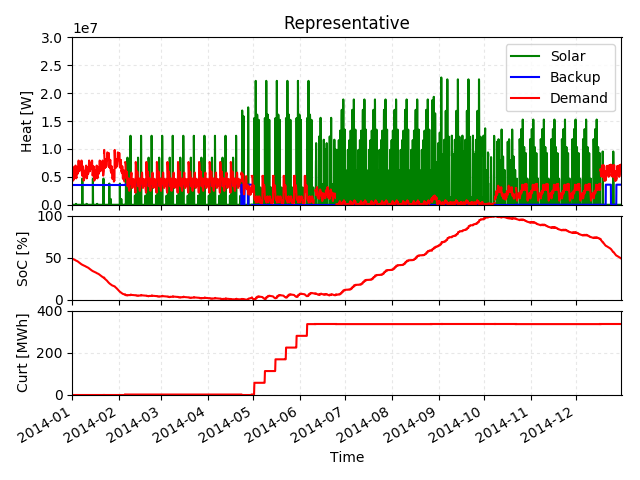 Representative
1e7
3.0
2.5
2.0
1.5
1.0
0.5
0.0
Heat [W]
Solar
Backup
Demand
100
50
0
SoC [%]
400
200
0
Curt [MWh]
2014-01
2014-02
2014-03
2014-04
2014-05
2014-06
2014-07
2014-08
2014-09
2014-10
2014-11
2014-12
Time